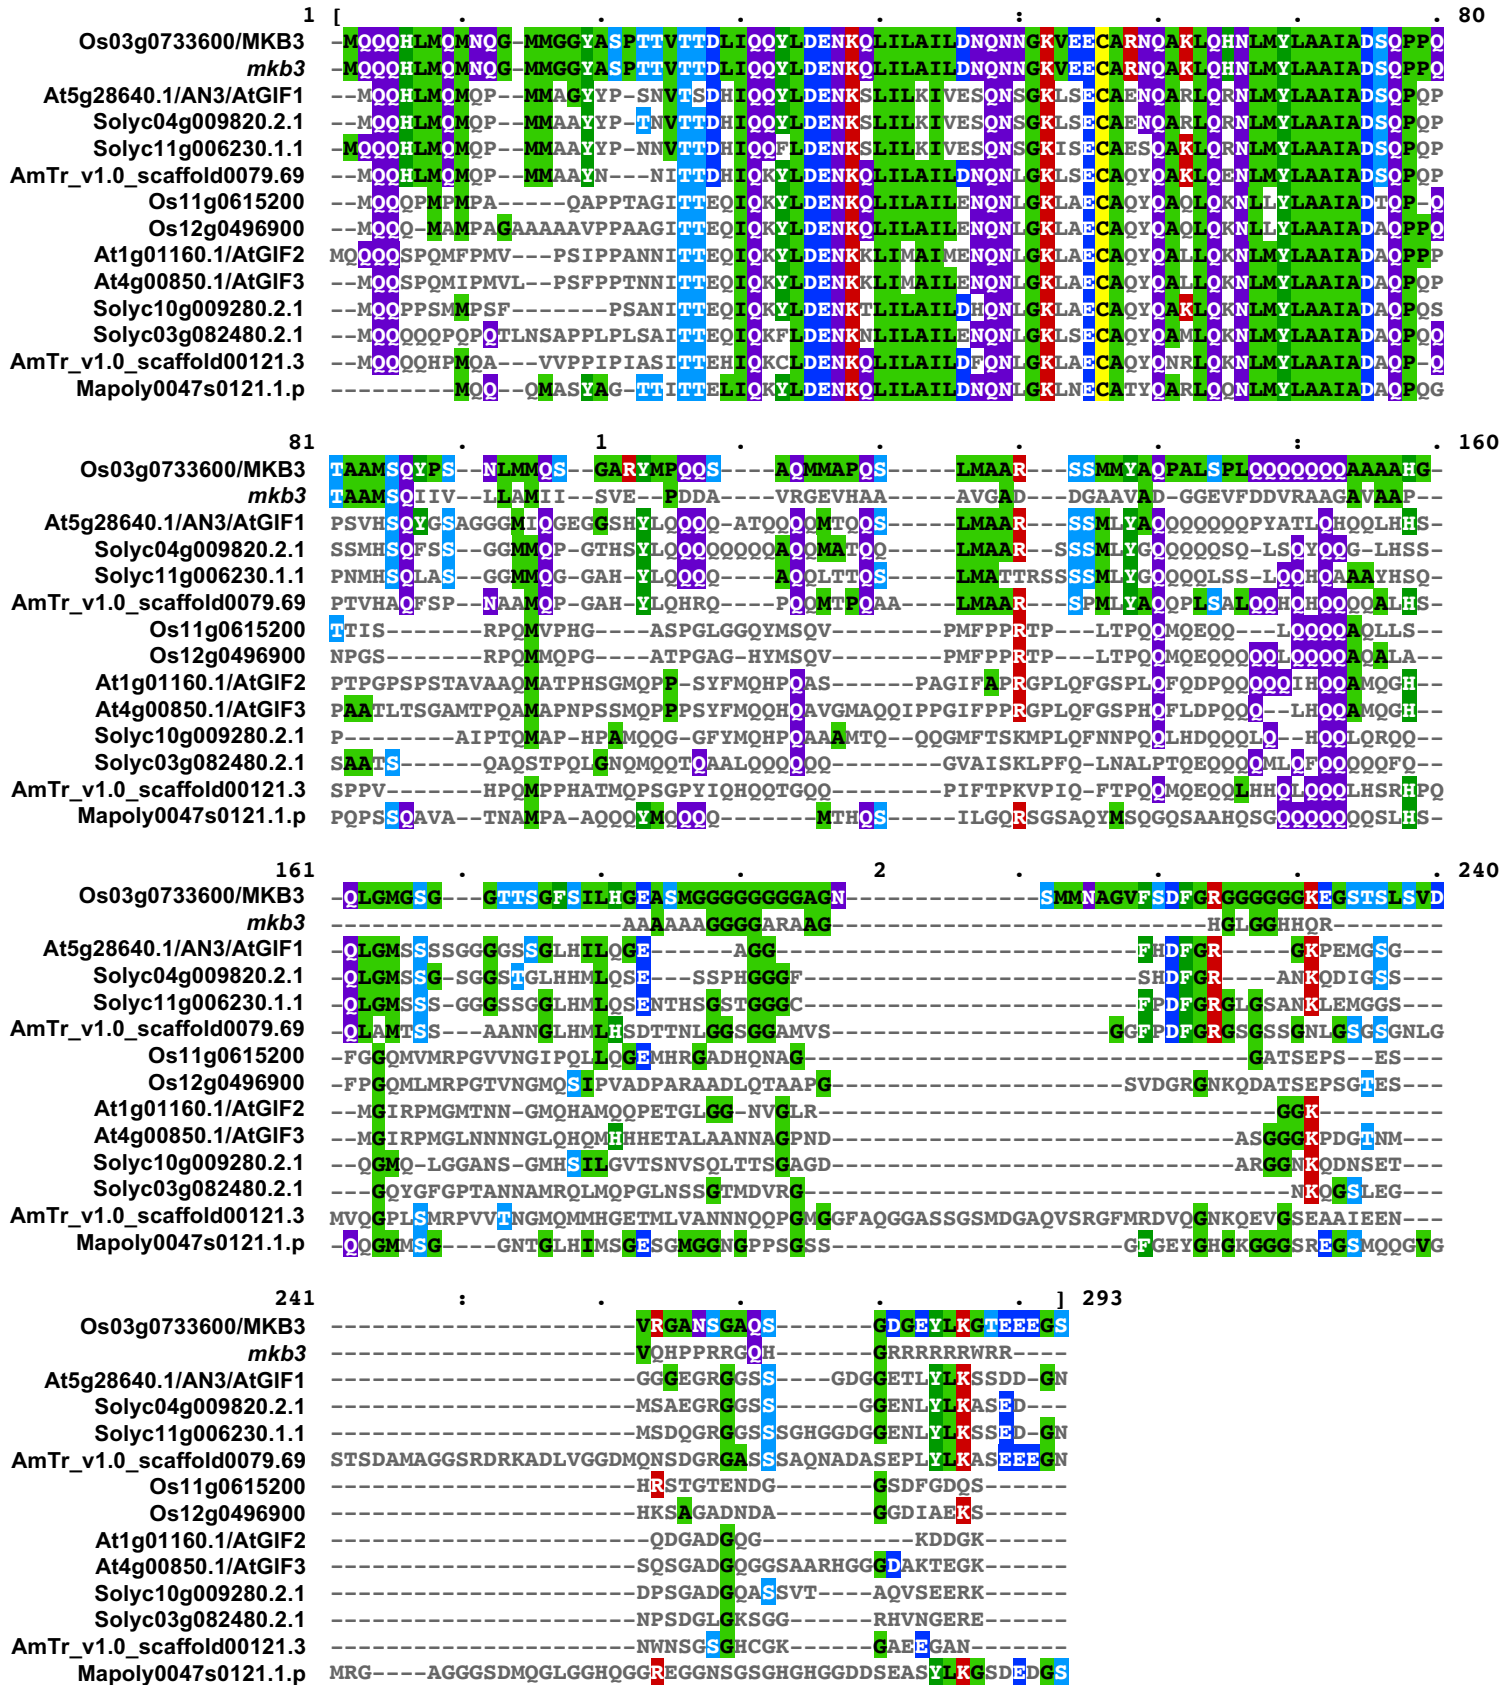 1 [ . . . . : . . . 80
Os03g0733600/MKB3 -MQQQHLMQMNQG-MMGGYASPTTVTTDLIQQYLDENKQLILAILDNQNNGKVEECARNQAKLQHNLMYLAAIADSQPPQ
mkb3 -MQQQHLMQMNQG-MMGGYASPTTVTTDLIQQYLDENKQLILAILDNQNNGKVEECARNQAKLQHNLMYLAAIADSQPPQ
At5g28640.1/AN3/AtGIF1 --MQQHLMQMQP--MMAGYYP-SNVTSDHIQQYLDENKSLILKIVESQNSGKLSECAENQARLQRNLMYLAAIADSQPQP
Solyc04g009820.2.1 --MQQHLMQMQP--MMAAYYP-TNVTTDHIQQYLDENKSLILKIVESQNSGKLSECAENQARLQRNLMYLAAIADSQPQP
Solyc11g006230.1.1 -MQQQHLMQMQP--MMAAYYP-NNVTTDHIQQFLDENKSLILKIVESQNSGKISECAESQAKLQRNLMYLAAIADSQPQP
AmTr_v1.0_scaffold0079.69 --MQQHLMQMQP--MMAAYN---NITTDHIQKYLDENKQLILAILDNQNLGKLSECAQYQAKLQENLMYLAAIADSQPQP
Os11g0615200 --MQQQPMPMPA-----QAPPTAGITTEQIQKYLDENKQLILAILENQNLGKLAECAQYQAQLQKNLLYLAAIADTQP-Q
Os12g0496900 --MQQQ-MAMPAGAAAAAVPPAAGITTEQIQKYLDENKQLILAILENQNLGKLAECAQYQAQLQKNLLYLAAIADAQPPQ
At1g01160.1/AtGIF2 MQQQQSPQMFPMV---PSIPPANNITTEQIQKYLDENKKLIMAIMENQNLGKLAECAQYQALLQKNLMYLAAIADAQPPP
At4g00850.1/AtGIF3 --MQQSPQMIPMVL--PSFPPTNNITTEQIQKYLDENKKLIMAILENQNLGKLAECAQYQALLQKNLMYLAAIADAQPQP
Solyc10g009280.2.1 --MQQPPSMMPSF-------PSANITTEQIQKYLDENKTLILAILDHQNLGKLAECAQYQAKLQKNLMYLAAIADAQPQS
Solyc03g082480.2.1 --MQQQQQPQPQTLNSAPPLPLSAITTEQIQKFLDENKNLILAILENQNLGKLSECAQYQAMLQKNLMYLAAIADAQPQQ
AmTr_v1.0_scaffold00121.3 --MQQQQHPMQA---VVPPIPIASITTEHIQKCLDENKQLILAILDFQNLGKLAECAQYQNRLQKNLMYLAAIADAQP-Q
Mapoly0047s0121.1.p ---------MQQ--QMASYAG-TTITTELIQKYLDENKQLILAILDNQNLGKLNECATYQARLQQNLMYLAAIADAQPQG
81 . 1 . . . . : . 160
Os03g0733600/MKB3 TAAMSQYPS--NLMMQS--GARYMPQQS----AQMMAPQS-----LMAAR---SSMMYAQPALSPLQQQQQQQAAAAHG-
mkb3 TAAMSQIIV--LLAMII--SVE--PDDA----VRGEVHAA-----AVGAD---DGAAVAD-GGEVFDDVRAAGAVAAP--
At5g28640.1/AN3/AtGIF1 PSVHSQYGSAGGGMIQGEGGSHYLQQQQ-ATQQQQMTQQS-----LMAAR---SSMLYAQQQQQQPYATLQHQQLHHS-
Solyc04g009820.2.1 SSMHSQFSS--GGMMQP-GTHSYLQQQQQQQQAQQMATQQ-----LMAAR---SSSMLYGQQQQQSQ-LSQYQQG-LHSS-
Solyc11g006230.1.1 PNMHSQLAS--GGMMQG-GAH-YLQQQQ----AQQLTTQS-----LMATTRSSSSMLYGQQQQQLSS-LQQHQAAAYHSQ-
AmTr_v1.0_scaffold0079.69 PTVHAQFSP--NAAMQP-GAH-YLQHRQ----PQQMTPQAA----LMAAR---SPMLYAQQPLSALQQHQHQQQQALHS-
Os11g0615200 TTIS-------RPQMVPHG----ASPGLGGQYMSQV--------PMFPPRTP---LTPQQMQEQQ---LQQQQAQLLS--
Os12g0496900 NPGS-------RPQMMQPG----ATPGAG-HYMSQV--------PMFPPRTP---LTPQQMQEQQQQLQQQQAQALA--
At1g01160.1/AtGIF2 PTPGPSPSTAVAAQMATPHSGMQPP-SYFMQHPQAS------PAGIFAPRGPLQFGSPLQFQDPQQQQQIHQQAMQGH--
At4g00850.1/AtGIF3 PAATLTSGAMTPQAMAPNPSSMQPPPSYFMQQHQAVGMAQQIPPGIFPPRGPLQFGSPHQFLDPQQQ--LHQQAMQGH--
Solyc10g009280.2.1 P--------AIPTQMAP-HPAMQQG-GFYMQHPQAAAMTQ--QQGMFTSKMPLQFNNPQQLHDQQQLQ--HQQLQRQQ--
Solyc03g082480.2.1 SAATS------QAQSTPQLGNQMQQTQAALQQQQQQ--------GVAISKLPFQ-LNALPTQEQQQQMLQFQQQQQQFQ--
AmTr_v1.0_scaffold00121.3 SPPV-------HPQMPPHATMQPSGPYIQHQQTGQQ--------PIFTPKVPIQ-FTPQQMQEQQLHHQLQQQLHSRHPQ
Mapoly0047s0121.1.p PQPSSQAVA--TNAMPA-AQQQYMQQQQ-------MTHQS-----ILGQRSGSAQYMSQGQSAAHQSGQQQQQQQSLHS-
161 . . . 2 . . . 240
Os03g0733600/MKB3 -QLGMGSG---GTTSGFSILHGEASMGGGGGGGGAGN--------------SMMNAGVFSDFGRGGGGGGKEGSTSLSVD
mkb3 ---------------------AAAAAAGGGGARAAG---------------------------HGLGGHHQR--------
At5g28640.1/AN3/AtGIF1 -QLGMSSSSGGGGSSGLHILQGE------AGG--------------------------FHDFGR-----GKPEMGSG---
Solyc04g009820.2.1 -QLGMSSG-SGGSTGLHHMLQSE---SSPHGGGF------------------------SHDFGR----ANKQDIGSS---
Solyc11g006230.1.1 -QLGMSSS-GGGSSGGLHMLQSENTHSGSTGGGC------------------------FPDFGRGLGSANKLEMGGS---
AmTr_v1.0_scaffold0079.69 -QLAMTSS---AANNGLHMLHSDTTNLGGSGGAMVS--------------------GGFPDFGRGSGSSGNLGSGSGNLG
Os11g0615200 --FGGQMVMRPGVVNGIPQLLQGEMHRGADHQNAG--------------------------------GATSEPS--ES---
Os12g0496900 --FPGQMLMRPGTVNGMQSIPVADPARAADLQTAAPG---------------------SVDGRGNKQDATSEPSGTES---
At1g01160.1/AtGIF2 --MGIRPMGMTNN-GMQHAMQQPETGLGG-NVGLR---------------------------------GGK---------
At4g00850.1/AtGIF3 --MGIRPMGLNNNNGLQHQMHHHETALAANNAGPND-----------------------------ASGGGKPDGTNM---
Solyc10g009280.2.1 --QGMQ-LGGANS-GMHSILGVTSNVSQLTTSGAGD-----------------------------ARGGNKQDNSET---
Solyc03g082480.2.1 ---GQYGFGPTANNAMRQLMQPGLNSSGTMDVRG-----------------------------------NKQGSLEG---
AmTr_v1.0_scaffold00121.3 MVQGPLSMRPVVTNGMQMMHGETMLVANNNQQPGMGGFAQGGASSGSMDGAQVSRGFMRDVQGNKQEVGSEAAIEEN---
Mapoly0047s0121.1.p -QQGMMSG----GNTGLHIMSGESGMGGNGPPSGSS---------------------GFGEYGHGKGGGSREGSMQQGVG
241 : . . . . ] 293
Os03g0733600/MKB3 ----------------------VRGANSGAQS-------GDGEYLKGTEEEGS
mkb3 ----------------------VQHPPRRGQH-------GRRRRRRWRR----
At5g28640.1/AN3/AtGIF1 ----------------------GGGEGRGGSS----GDGGETLYLKSSDD-GN
Solyc04g009820.2.1 ----------------------MSAEGRGGSS------GGENLYLKASED---
Solyc11g006230.1.1 ----------------------MSDQGRGGSSSGHGGDGGENLYLKSSED-GN
AmTr_v1.0_scaffold0079.69 STSDAMAGGSRDRKADLVGGDMQNSDGRGASSSAQNADASEPLYLKASEEEGN
Os11g0615200 ----------------------HRSTGTENDG-------GSDFGDQS------
Os12g0496900 ----------------------HKSAGADNDA-------GGDIAEKS------
At1g01160.1/AtGIF2 -----------------------QDGADGQG-----------KDDGK------
At4g00850.1/AtGIF3 ----------------------SQSGADGQGGSAARHGGGGDAKTEGK-----
Solyc10g009280.2.1 ----------------------DPSGADGQASSVT----AQVSEERK------
Solyc03g082480.2.1 ----------------------NPSDGLGKSGG------RHVNGERE------
AmTr_v1.0_scaffold00121.3 ----------------------NWNSGSGHCGK------GAEEGAN-------
Mapoly0047s0121.1.p MRG----AGGGSDMQGLGGHQGGREGGNSGSGHGHGGDDSEASYLKGSDEDGS